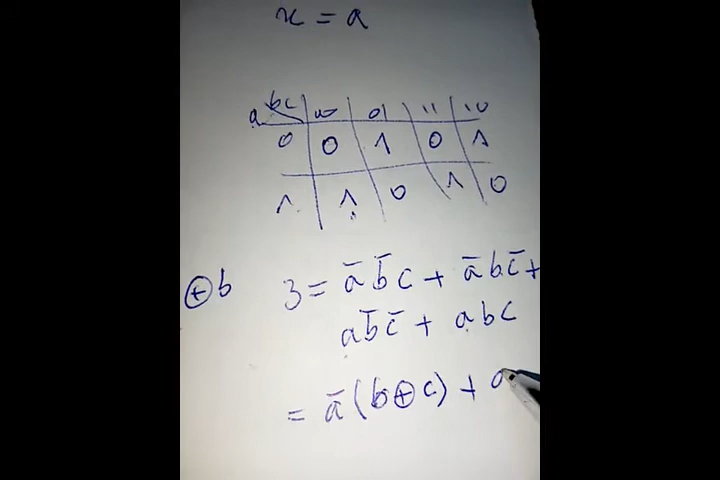 x = a
a bc 00 01 11 10
0 0 1 0 1
1 1 0 1 0
⊕b 3 = a̅ b̅ c + a̅ b c̅ +
a b̅ c̅ + a b c
= a̅ (b ⊕ c) + a